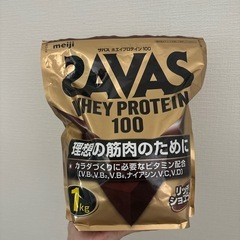 meiji
サバス ホエイプロテイン100
SAVAS
WHEY PROTEIN
100
理想の筋肉のために
カラダづくりに必要なビタミン配合
(V.B₁,V.B₂,V.B₆,ナイアシン,V.C,V.D)
1kg
リッチ
ショコラ